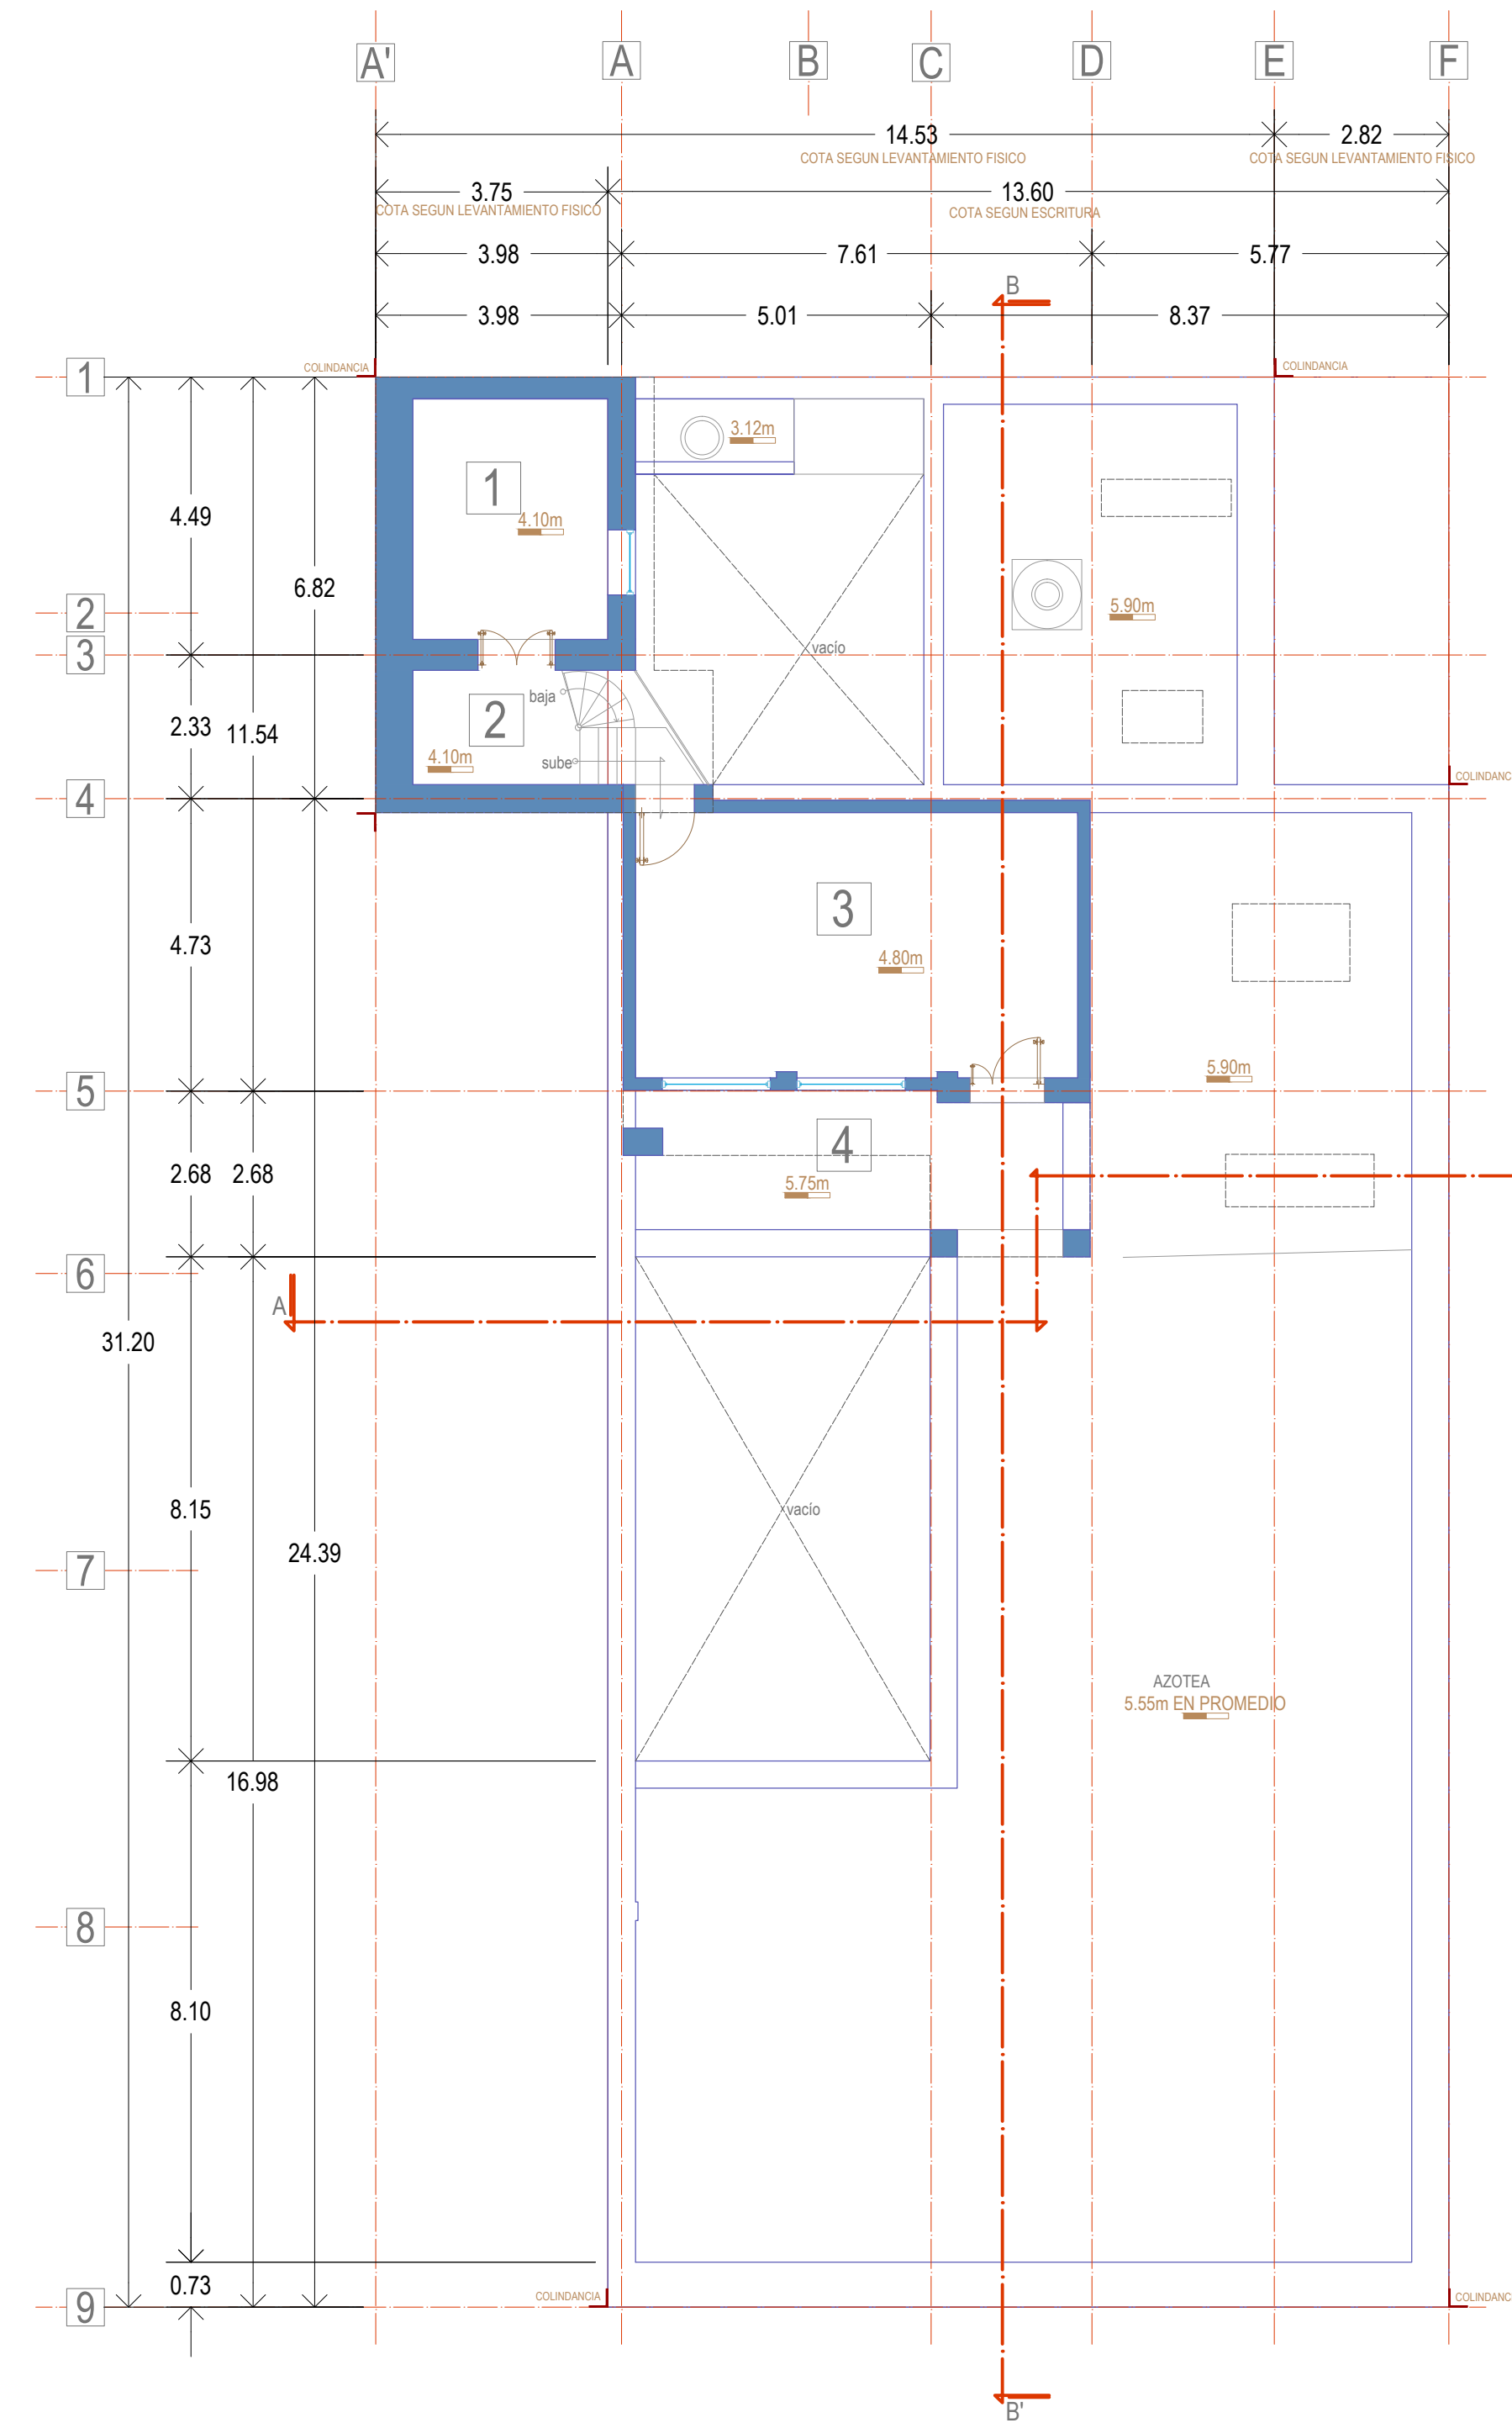 A' A B C D E F
14.53 2.82
COTA SEGUN LEVANTAMIENTO FISICO COTA SEGUN LEVANTAMIENTO FISICO
3.75 13.60
COTA SEGUN LEVANTAMIENTO FISICO COTA SEGUN ESCRITURA
3.98 7.61 5.77
B
3.98 5.01 8.37
COLINDANCIA COLINDANCIA
1
3.12m
1
4.49 4.10m
6.82
2 5.90m
3 vacío
baja
2
2.33 11.54
4.10m sube
COLINDANC
4
3
4.73 4.80m
5.90m
5
4
2.68 2.68
5.75m
6
A
31.20
8.15 vacío
24.39
7
AZOTEA
5.55m EN PROMEDIO
16.98
8
8.10
0.73
COLINDANCIA COLINDANC
9
B'